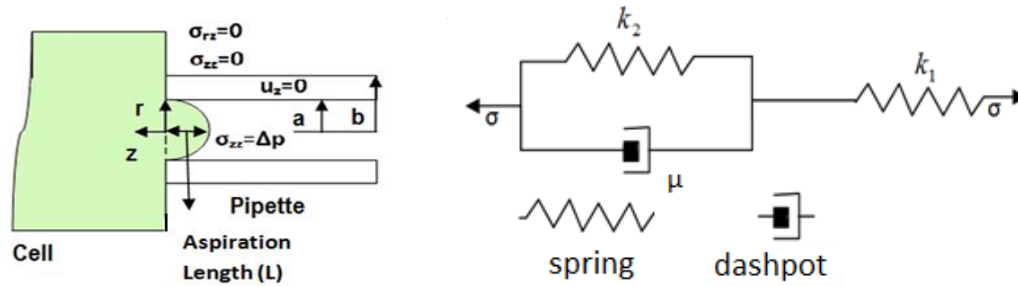 σrz=0
σzz=0
uz=0
r
a
b
z
σzz=Δp
Pipette
Cell
Aspiration
Length (L)
k2
k1
σ
σ
μ
spring
dashpot